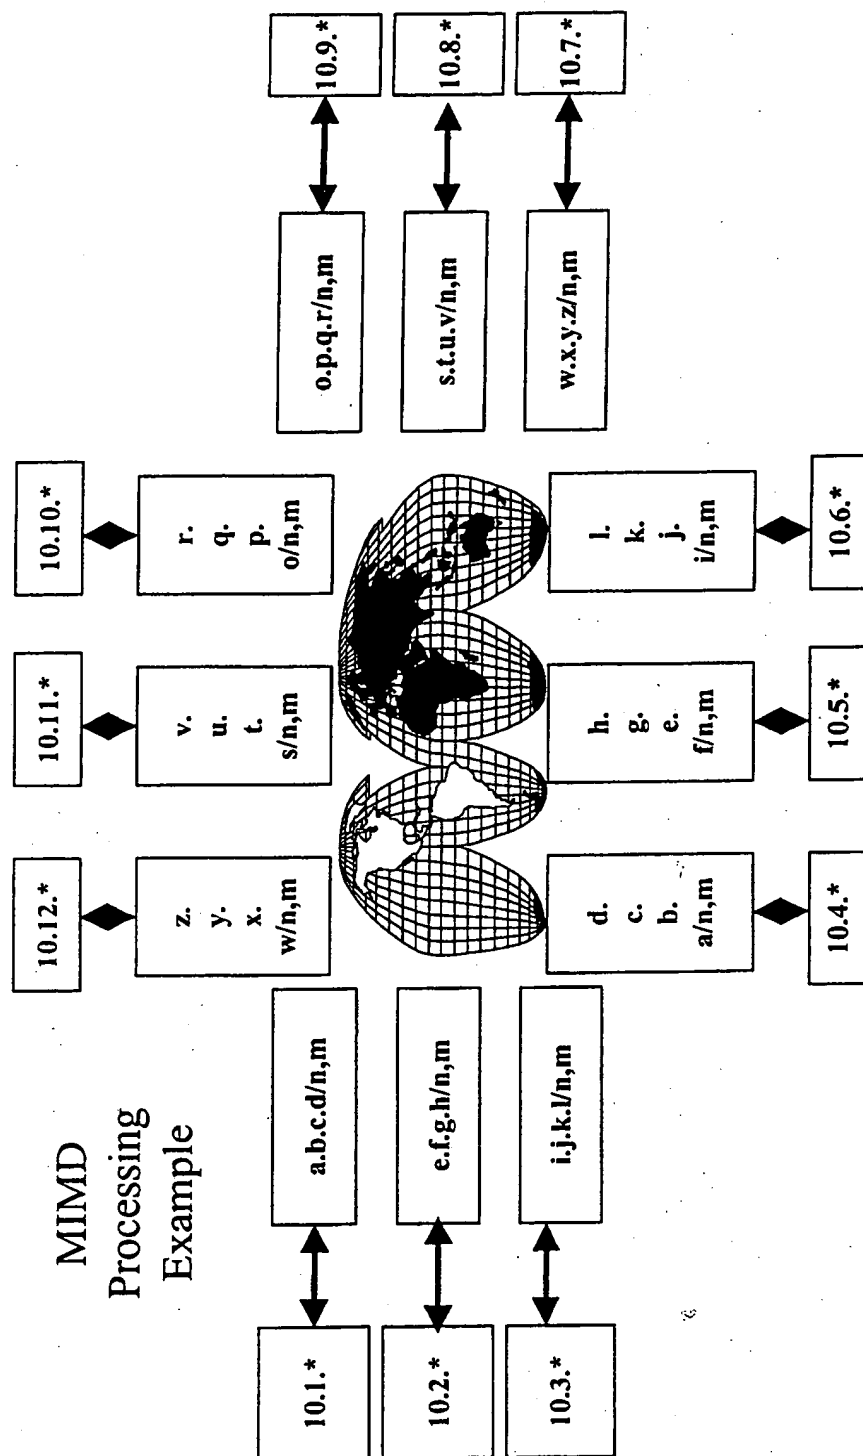 MIMD
Processing
Example
10.12.*
10.11.*
10.10.*
z.
y.
x.
w/n,m
v.
u.
t.
s/n,m
r.
q.
p.
o/n,m
10.1.*
a.b.c.d/n,m
o.p.q.r/n,m
10.9.*
10.2.*
e.f.g.h/n,m
s.t.u.v/n,m
10.8.*
10.3.*
i.j.k.l/n,m
w.x.y.z/n,m
10.7.*
d.
c.
b.
a/n,m
h.
g.
e.
f/n,m
l.
k.
j.
i/n,m
10.4.*
10.5.*
10.6.*